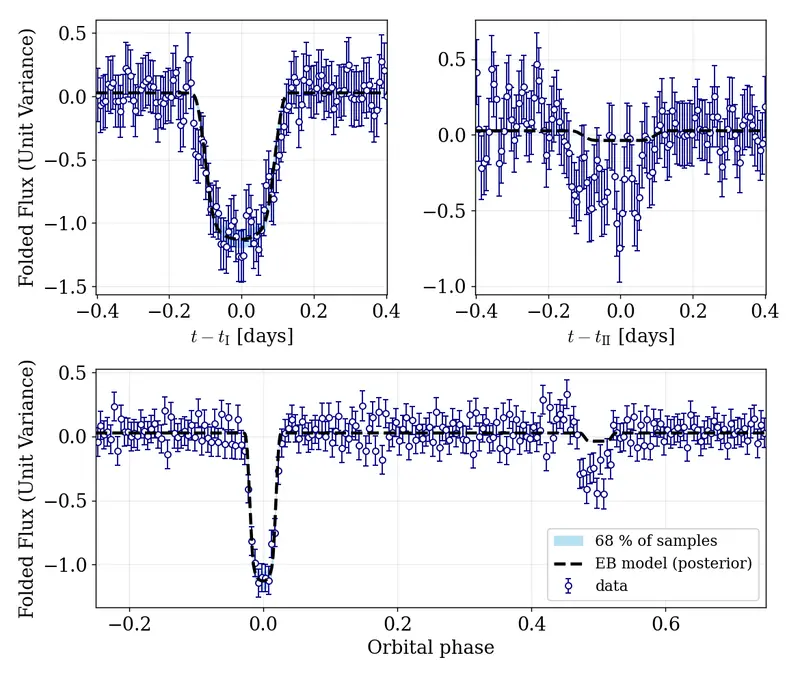 Folded Flux (Unit Variance)
0.5
0.0
−0.5
−1.0
−1.5
−0.4 −0.2 0.0 0.2 0.4
t − tI [days]
0.5
0.0
−0.5
−1.0
−0.4 −0.2 0.0 0.2 0.4
t − tII [days]
Folded Flux (Unit Variance)
0.5
0.0
−0.5
−1.0
−0.2 0.0 0.2 0.4 0.6
Orbital phase
68 % of samples
EB model (posterior)
data